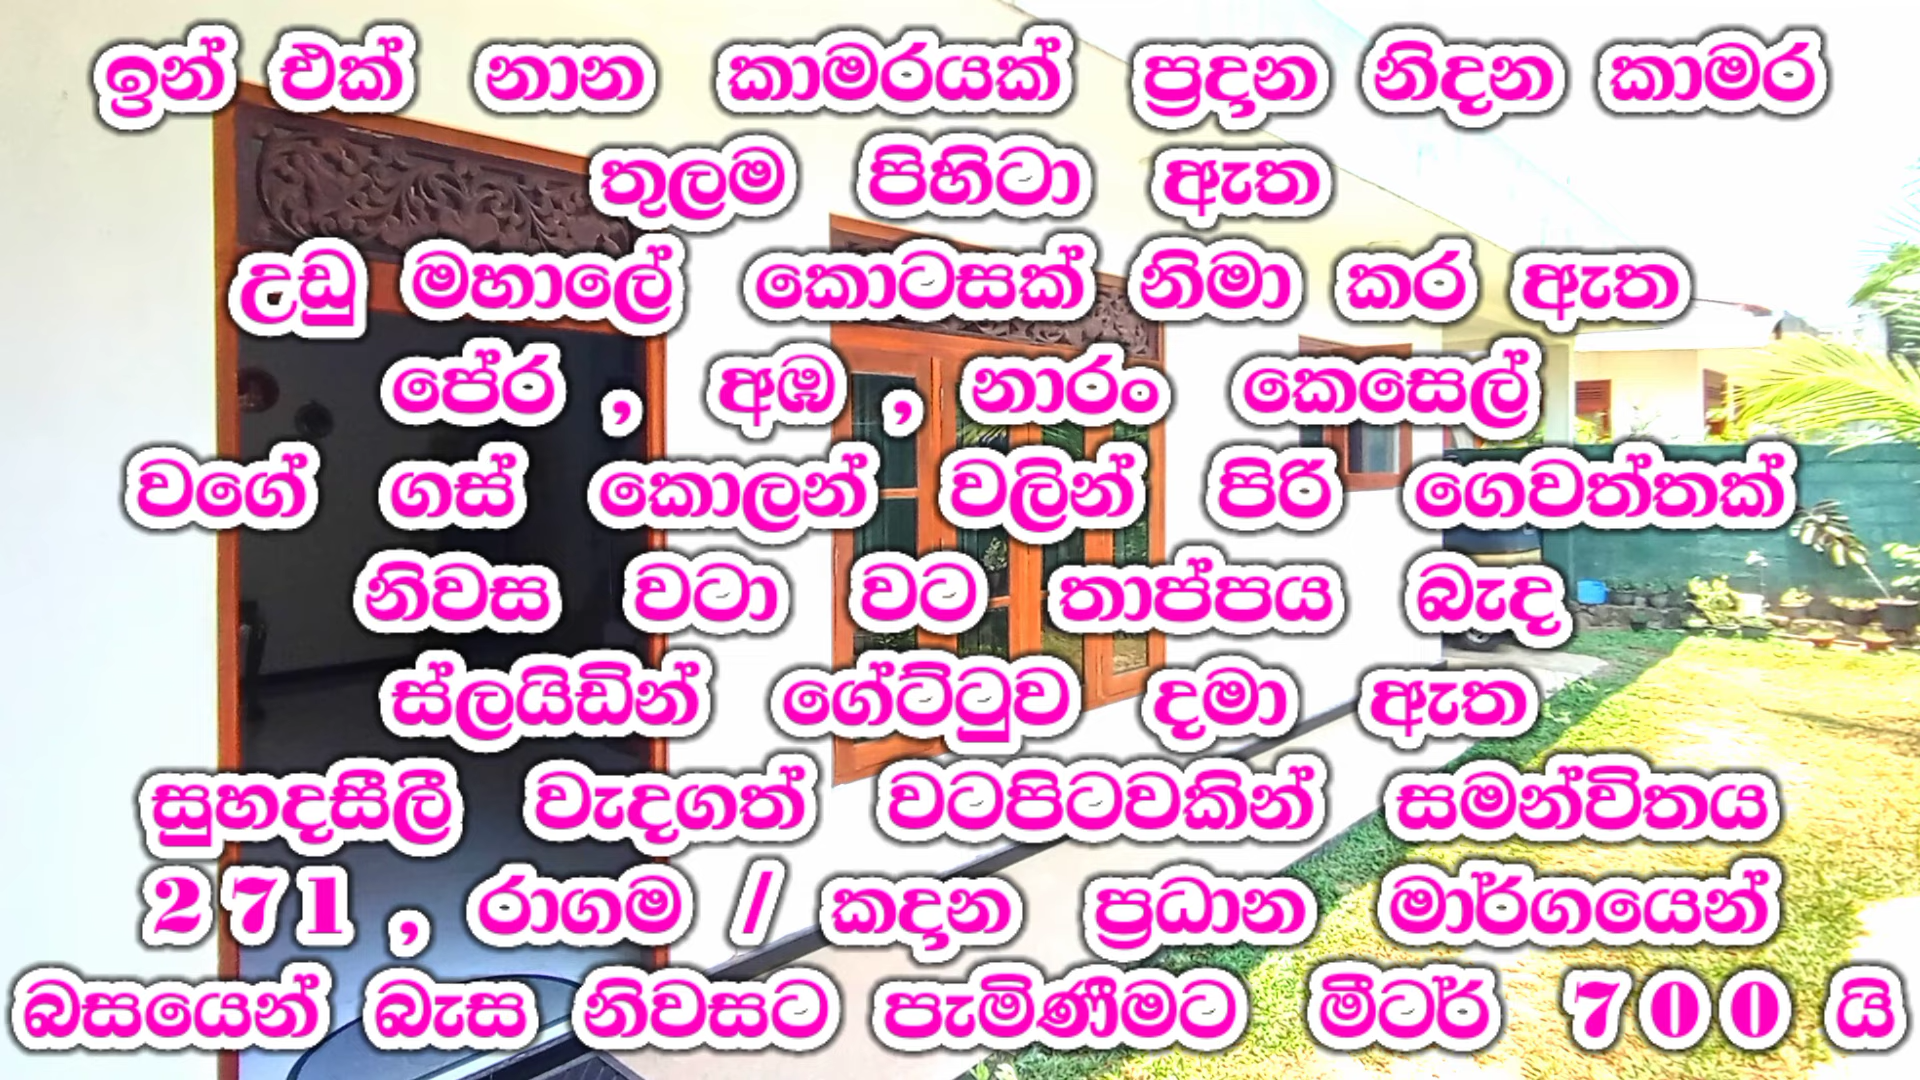 ඉන් එක් නාන කාමරයක් ප්‍රදාන නිදන කාමර
තුලම පිහිටා ඇත
උඩු මහාලේ කොටසක් නිමා කර ඇත
පේර , අඹ , නාරං කෙසෙල්
වගේ ගස් කොලන් වලින් පිරි ගෙවත්තක්
නිවස වටා වට තාප්පය බැද
ස්ලයිඩින් ගේට්ටුව දමා ඇත
සුහදසීලී වැදගත් වටපිටවකින් සමන්විතය
271 , රාගම / කදාන ප්‍රධාන මාර්ගයෙන්
බසයෙන් බැස නිවසට පැමිණීමට මීටර් 700 යි